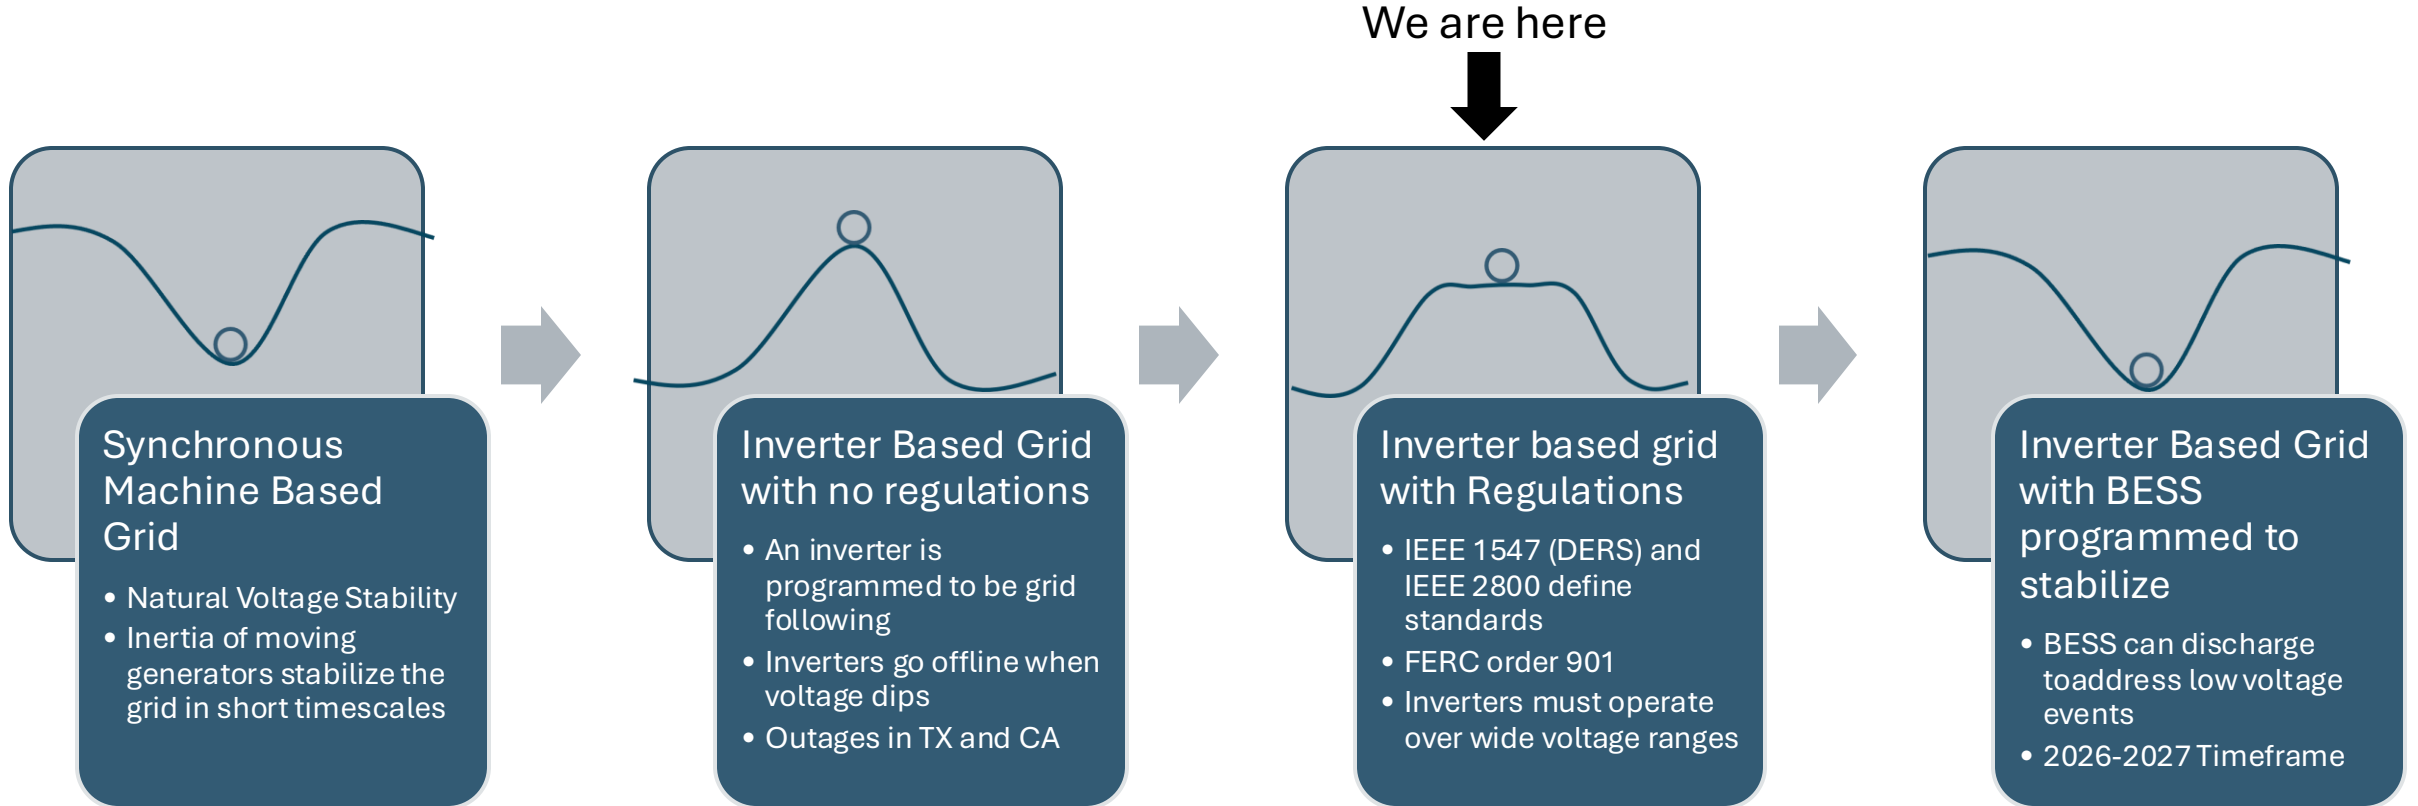 We are here
Synchronous
Machine Based
Grid
• Natural Voltage Stability
• Inertia of moving
generators stabilize the
grid in short timescales
Inverter Based Grid
with no regulations
• An inverter is
programmed to be grid
following
• Inverters go offline when
voltage dips
• Outages in TX and CA
Inverter based grid
with Regulations
• IEEE 1547 (DERS) and
IEEE 2800 define
standards
• FERC order 901
• Inverters must operate
over wide voltage ranges
Inverter Based Grid
with BESS
programmed to
stabilize
• BESS can discharge
toaddress low voltage
events
• 2026-2027 Timeframe